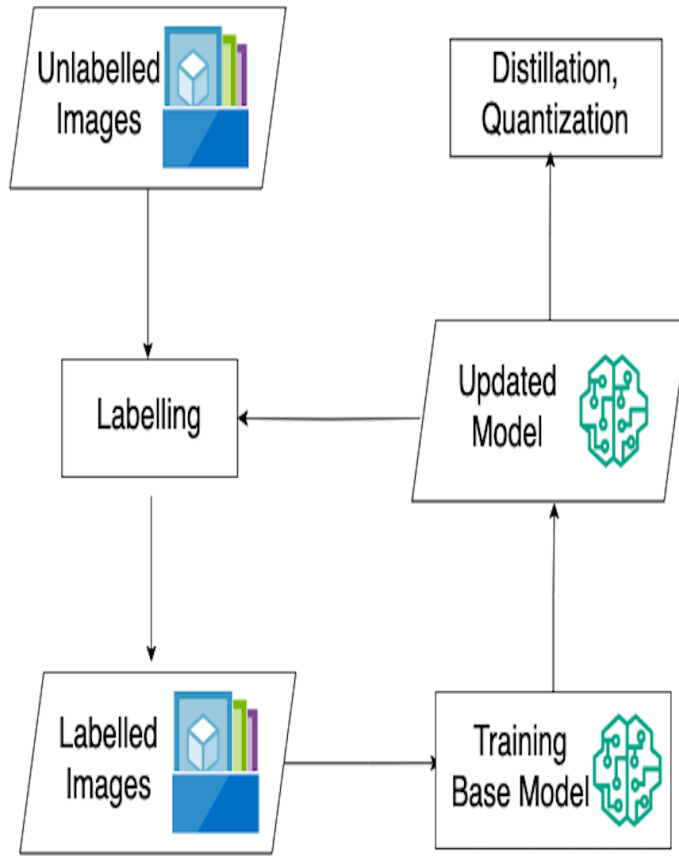 Unlabelled
Images
Distillation,
Quantization
Labelling
Updated
Model
Labelled
Images
Training
Base Model